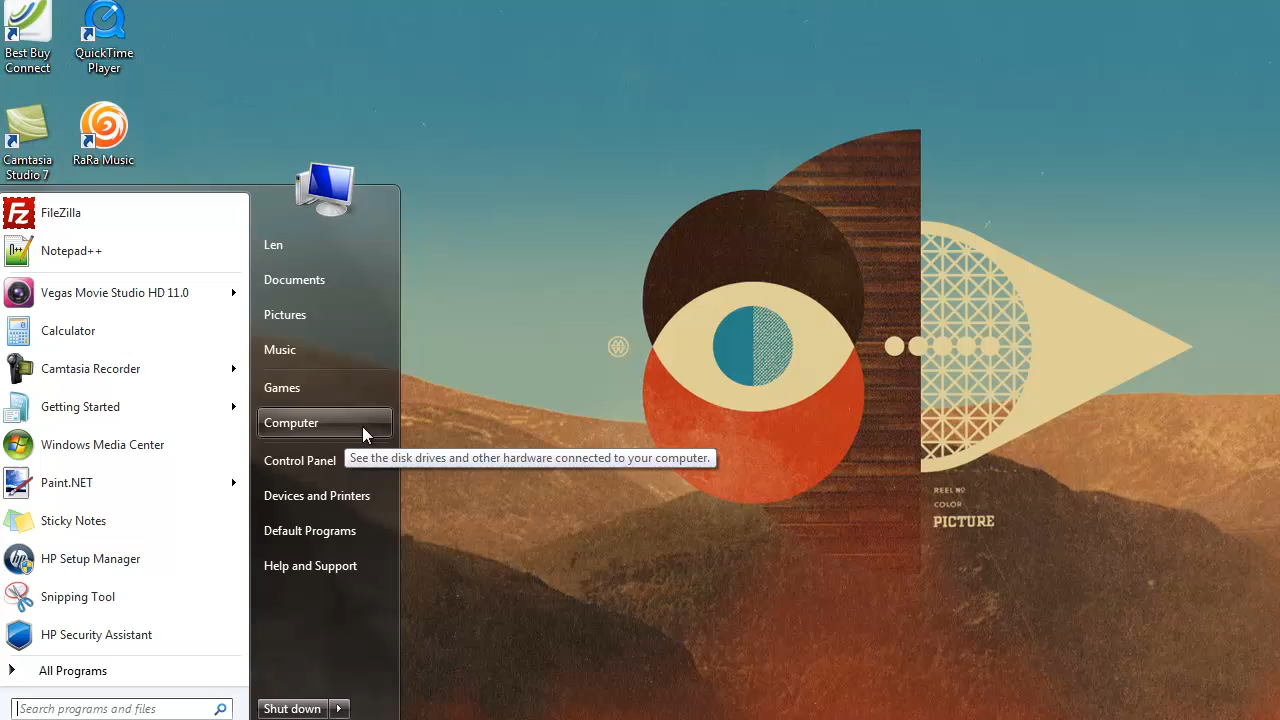 Best Buy
Connect
QuickTime
Player
Camtasia
Studio 7
RaRa Music
FileZilla
Notepad++
Vegas Movie Studio HD 11.0
Calculator
Camtasia Recorder
Getting Started
Windows Media Center
Paint.NET
Sticky Notes
HP Setup Manager
Snipping Tool
HP Security Assistant
All Programs
Search programs and files
Len
Documents
Pictures
Music
Games
Computer
Control Panel
See the disk drives and other hardware connected to your computer.
Devices and Printers
Default Programs
Help and Support
Shut down
REEL Nº
COLOR
PICTURE